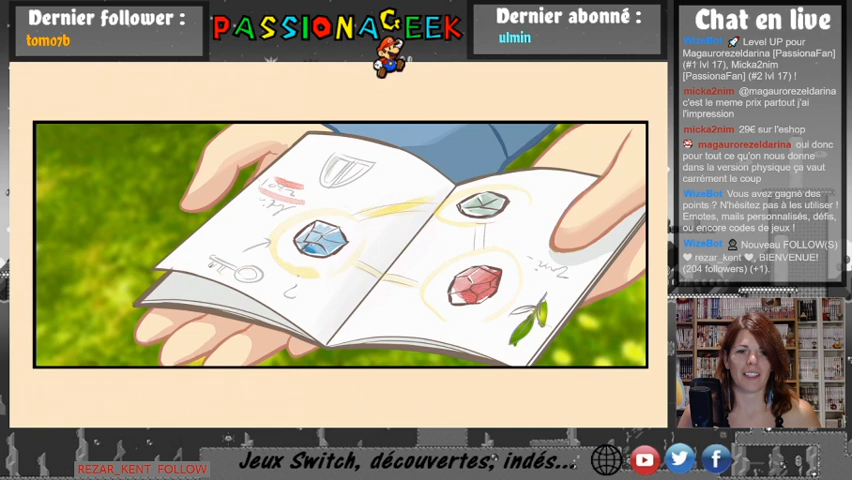 Dernier follower :
tomo7b
PASSIONAGEEK
Dernier abonné :
ulmin
Chat en live
WizeBot 🚀 Level UP pour
Magaurorezeldarina [PassionaFan]
(#1 lvl 17), Micka2nim
[PassionaFan] (#2 lvl 17) !
micka2nim @magaurorezeldarina
c'est le meme prix partout j'ai
l'impression
micka2nim 29€ sur l'eshop
magaurorezeldarina oui donc
pour tout ce qu'on nous donne
dans la version physique ça vaut
carrément le coup
WizeBot Vous avez gagné des
points ? N'hésitez pas à les utiliser !
Emotes, mails personnalisés, défis,
ou encore codes de jeux !
WizeBot Nouveau FOLLOW(S)
♥ rezar_kent ♥, BIENVENUE!
(204 followers) (+1).
?
REZAR_KENT FOLLOW
Jeux Switch, découvertes, indés...